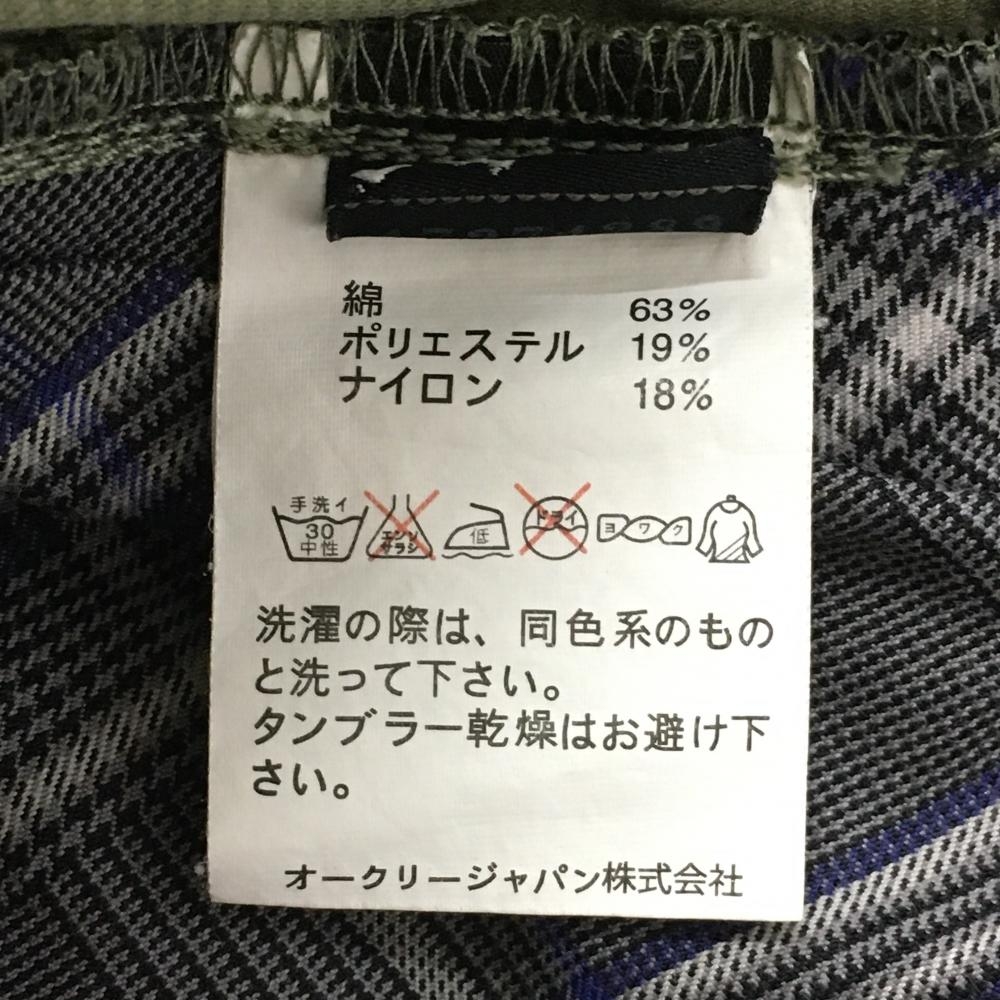 綿 63%
ポリエステル 19%
ナイロン 18%
手洗イ
30
中性
エンソ
サラシ
低
ドライ
ヨワク
洗濯の際は、同色系のもの
と洗って下さい。
タンブラー乾燥はお避け下
さい。
オークリージャパン株式会社